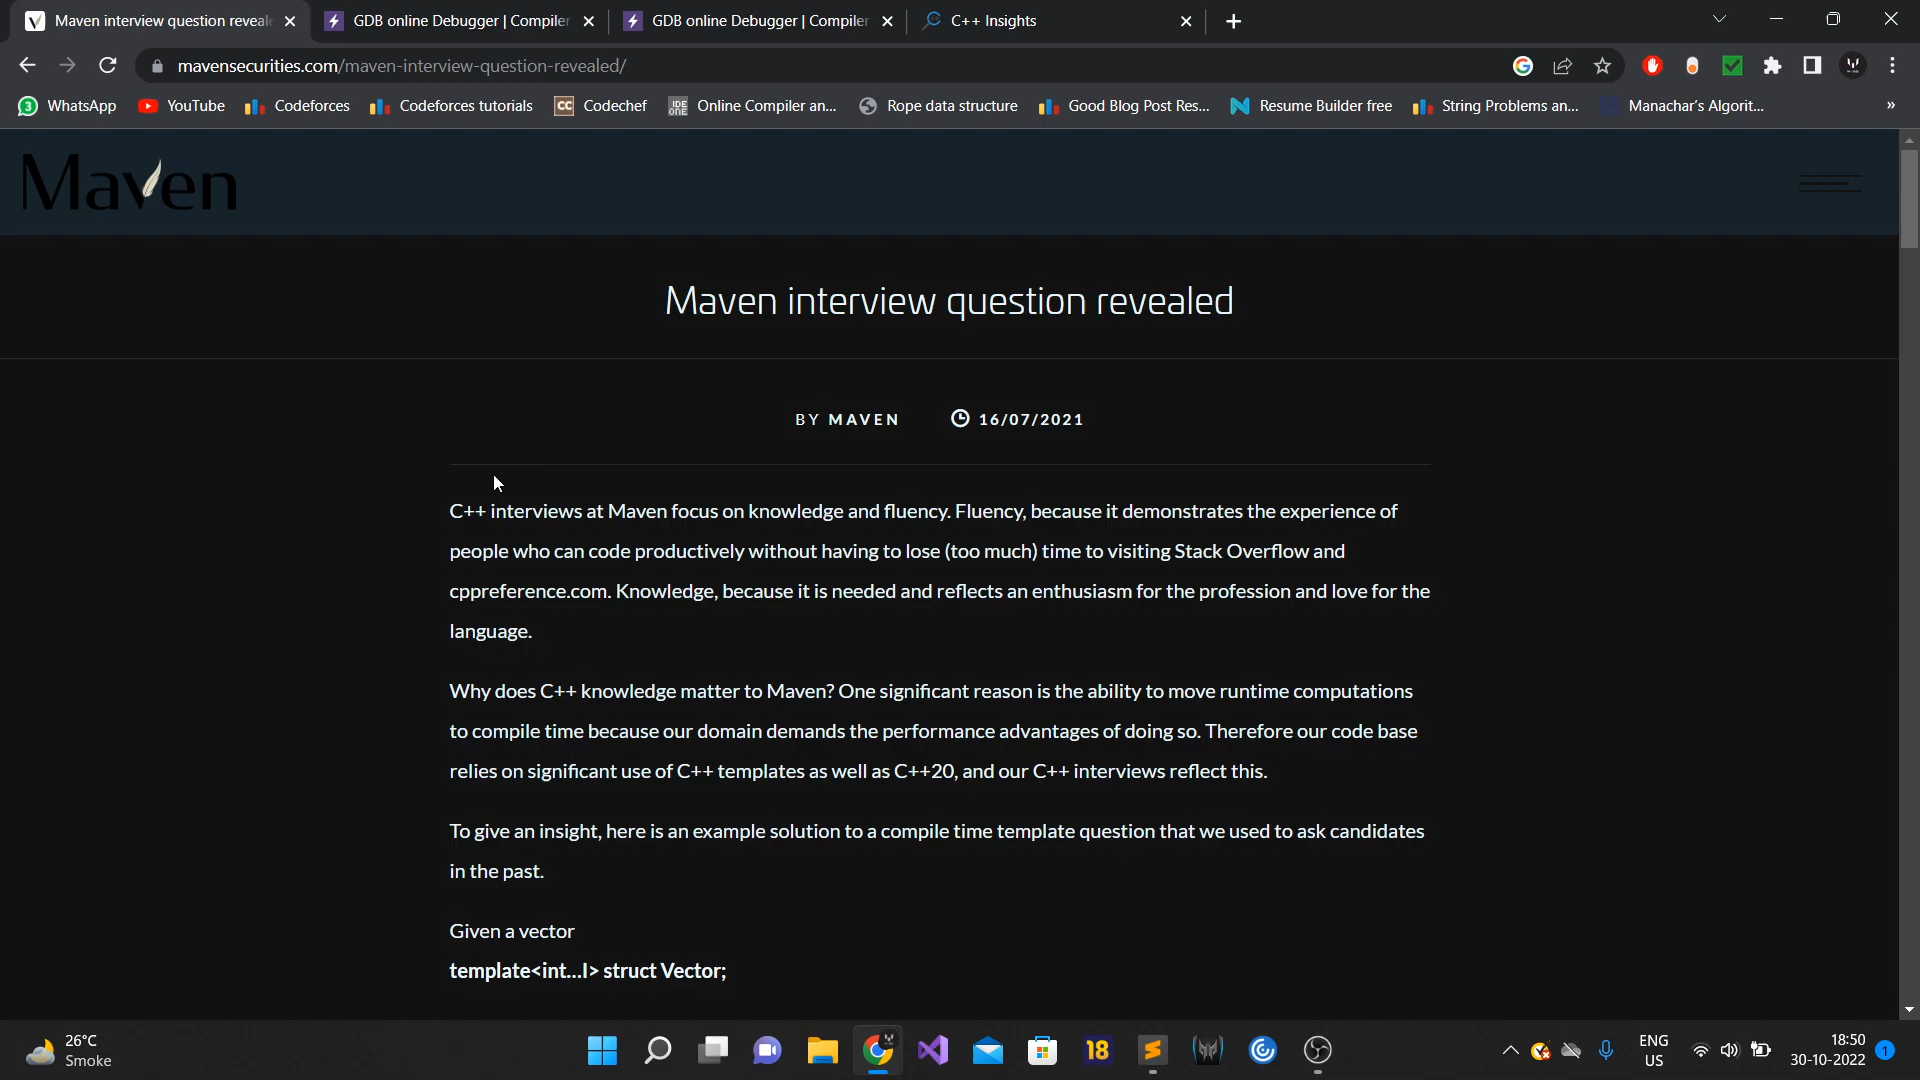 Maven interview question reveal
GDB online Debugger | Compiler
GDB online Debugger | Compiler
C++ Insights
mavensecurities.com/maven-interview-question-revealed/
3 WhatsApp
YouTube
Codeforces
Codeforces tutorials
CC Codechef
IDE ONE Online Compiler an...
Rope data structure
Good Blog Post Res...
Resume Builder free
String Problems an...
Manachar's Algorit...
»
Maven
Maven interview question revealed
BY MAVEN 16/07/2021
C++ interviews at Maven focus on knowledge and fluency. Fluency, because it demonstrates the experience of
people who can code productively without having to lose (too much) time to visiting Stack Overflow and
cppreference.com. Knowledge, because it is needed and reflects an enthusiasm for the profession and love for the
language.
Why does C++ knowledge matter to Maven? One significant reason is the ability to move runtime computations
to compile time because our domain demands the performance advantages of doing so. Therefore our code base
relies on significant use of C++ templates as well as C++20, and our C++ interviews reflect this.
To give an insight, here is an example solution to a compile time template question that we used to ask candidates
in the past.
Given a vector
template<int...I> struct Vector;
26°C
Smoke
18
ENG
US
18:50
30-10-2022
1